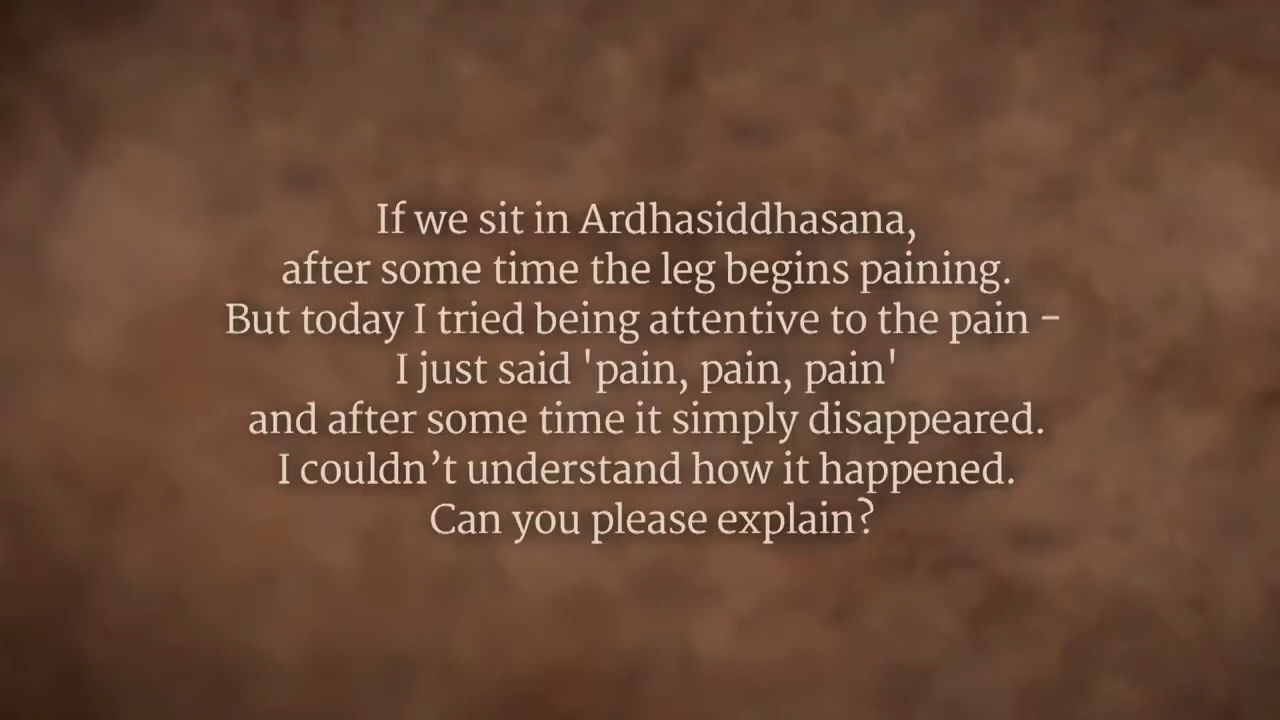 If we sit in Ardhasiddhasana,
after some time the leg begins paining.
But today I tried being attentive to the pain -
I just said 'pain, pain, pain'
and after some time it simply disappeared.
I couldn’t understand how it happened.
Can you please explain?